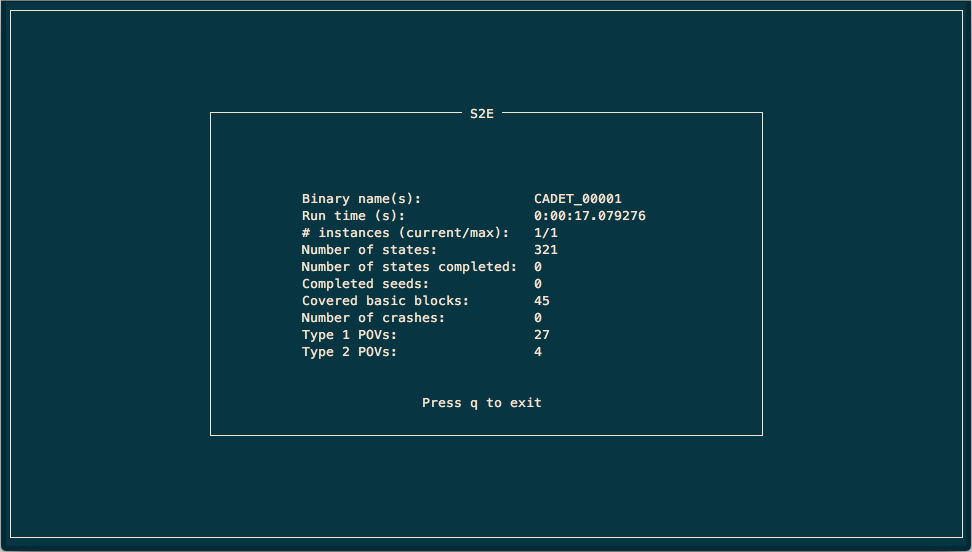 S2E
Binary name(s): CADET_00001
Run time (s): 0:00:17.079276
# instances (current/max): 1/1
Number of states: 321
Number of states completed: 0
Completed seeds: 0
Covered basic blocks: 45
Number of crashes: 0
Type 1 POVs: 27
Type 2 POVs: 4
Press q to exit